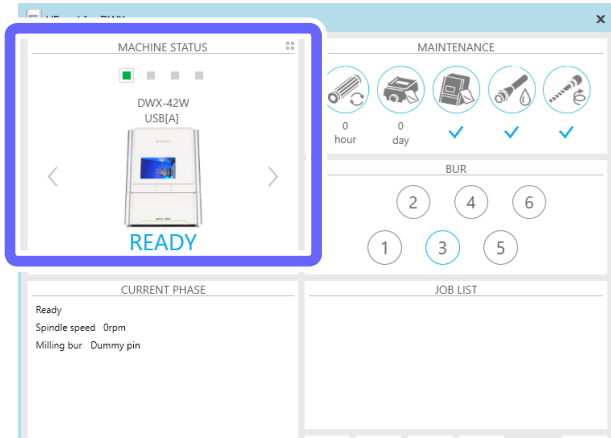 MACHINE STATUS
DWX-42W
USB[A]
READY
MAINTENANCE
0
hour
0
day
BUR
2
4
6
1
3
5
CURRENT PHASE
Ready
Spindle speed 0rpm
Milling bur Dummy pin
JOB LIST